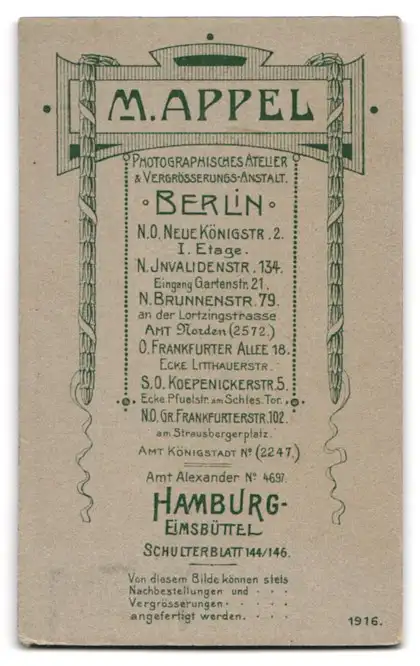 M. APPEL
PHOTOGRAPHISCHES ATELIER
& VERGRÖSSERUNGS-ANSTALT.
BERLIN
N.O, NEUE KÖNIGSTR. 2.
I. Etage.
N. JNVALIDENSTR. 134.
Eingang Gartenstr. 21.
N. BRUNNENSTR. 79.
an der Lortzingstrasse
AMT Norden (2572.)
O. FRANKFURTER ALLEE 18.
ECKE LITTHAUERSTR.
S.O. KOEPENICKERSTR. 5.
Ecke Pfuelstr. am Schles. Tor.
N.O, GR. FRANKFURTERSTR. 102.
am Strausbergerplatz.
AMT KÖNIGSTADT No (2247.)
Amt Alexander No 4697.
HAMBURG-
EIMSBÜTTEL
SCHULTERBLATT 144/146.
Von diesem Bilde können stets
Nachbestellungen und · · ·
Vergrösserungen · · · ·
angefertigt werden. · · ·
1916.